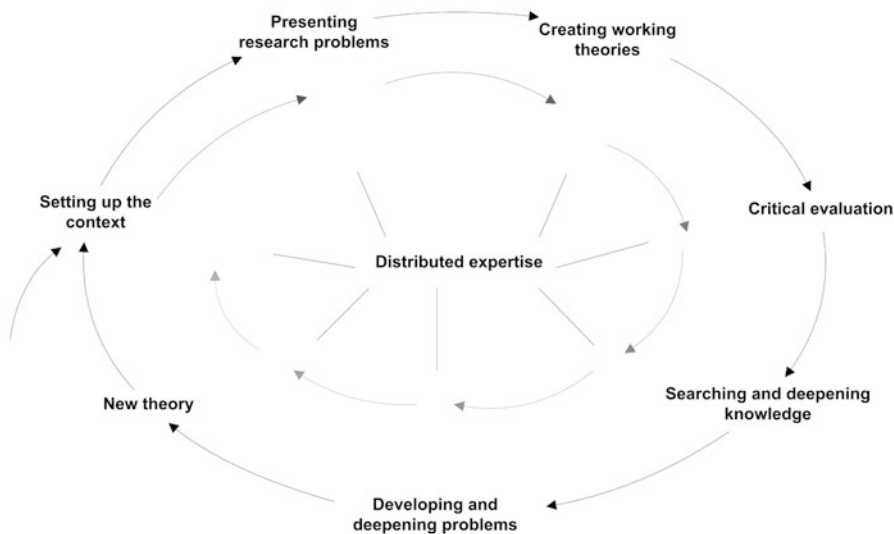 Presenting
research problems
Creating working
theories
Setting up the
context
Critical evaluation
Distributed expertise
Searching and deepening
knowledge
New theory
Developing and
deepening problems